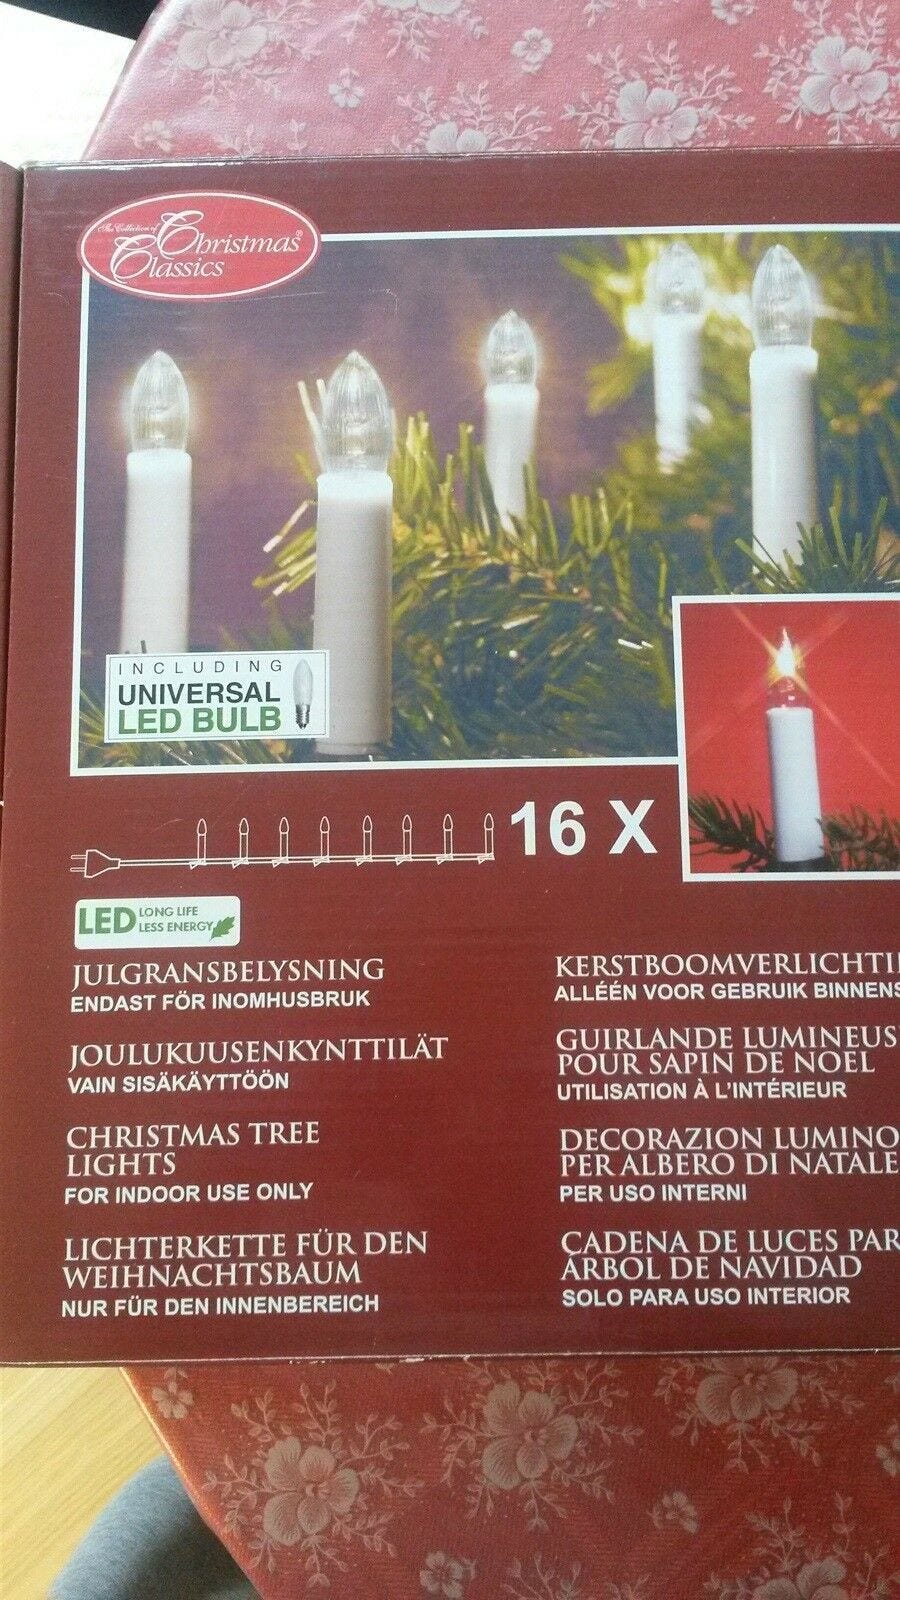 The Collection of
Christmas®
Classics
INCLUDING
UNIVERSAL
LED BULB
16 X
LED LONG LIFE
LESS ENERGY
JULGRANSBELYSNING
ENDAST FÖR INOMHUSBRUK
JOULUKUUSENKYNTTILÄT
VAIN SISÄKÄYTTÖÖN
CHRISTMAS TREE
LIGHTS
FOR INDOOR USE ONLY
LICHTERKETTE FÜR DEN
WEIHNACHTSBAUM
NUR FÜR DEN INNENBEREICH
KERSTBOOMVERLICHTI
ALLÉÉN VOOR GEBRUIK BINNENS
GUIRLANDE LUMINEUS
POUR SAPIN DE NOEL
UTILISATION À L'INTÉRIEUR
DECORAZION LUMINO
PER ALBERO DI NATALE
PER USO INTERNI
CADENA DE LUCES PAR
ÁRBOL DE NAVIDAD
SOLO PARA USO INTERIOR